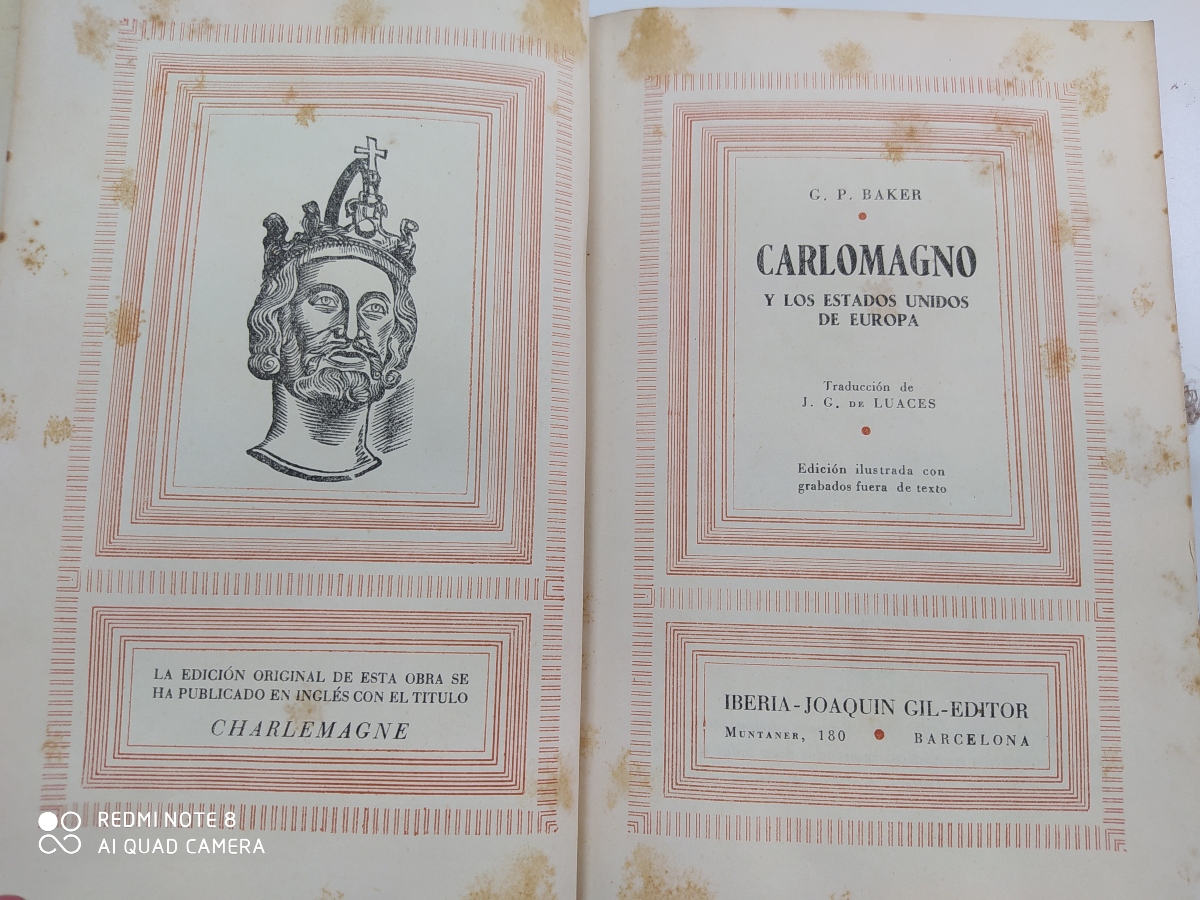 LA EDICIÓN ORIGINAL DE ESTA OBRA SE
HA PUBLICADO EN INGLÉS CON EL TITULO
CHARLEMAGNE
G. P. BAKER
CARLOMAGNO
Y LOS ESTADOS UNIDOS
DE EUROPA
Traducción de
J. G. DE LUACES
Edición ilustrada con
grabados fuera de texto
IBERIA-JOAQUIN GIL-EDITOR
MUNTANER, 180 • BARCELONA
REDMI NOTE 8
AI QUAD CAMERA